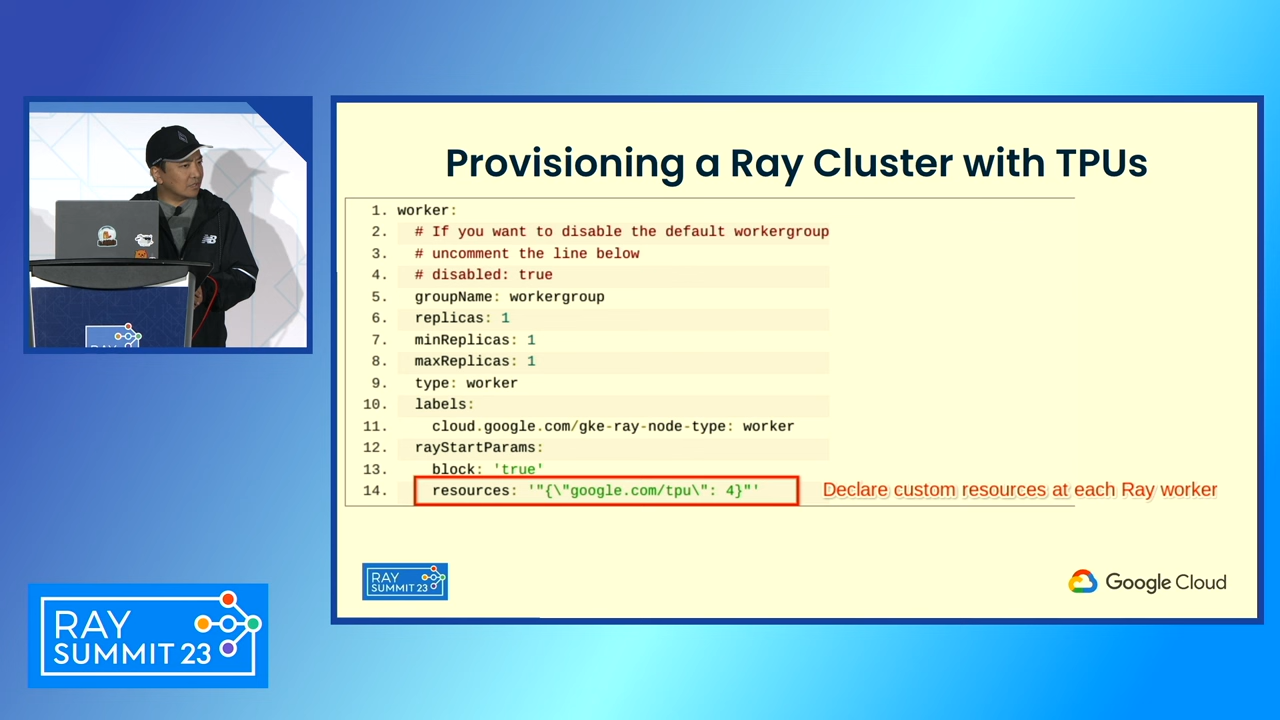 Provisioning a Ray Cluster with TPUs
1. worker:
2. # If you want to disable the default workergroup
3. # uncomment the line below
4. # disabled: true
5. groupName: workergroup
6. replicas: 1
7. minReplicas: 1
8. maxReplicas: 1
9. type: worker
10. labels:
11. cloud.google.com/gke-ray-node-type: worker
12. rayStartParams:
13. block: 'true'
14. resources: '"{\"google.com/tpu\": 4}"'
Declare custom resources at each Ray worker
RAY
SUMMIT 23
Google Cloud
RAY
SUMMIT 23